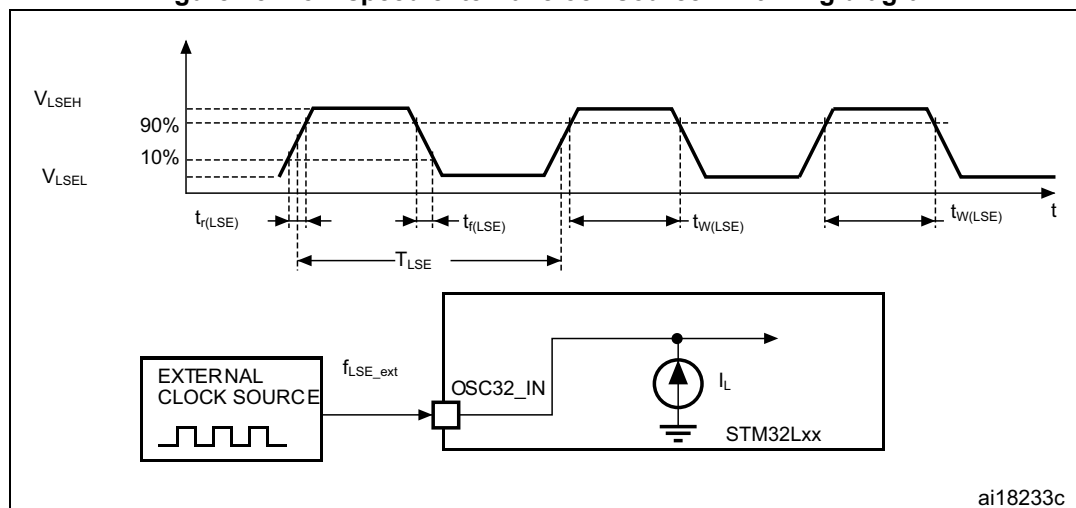 V_LSEH
90%
10%
V_LSEL
t_r(LSE)
t_f(LSE)
t_W(LSE)
t_W(LSE)
t
T_LSE
EXTERNAL
CLOCK SOURCE
f_LSE_ext
OSC32_IN
I_L
STM32Lxx
ai18233c